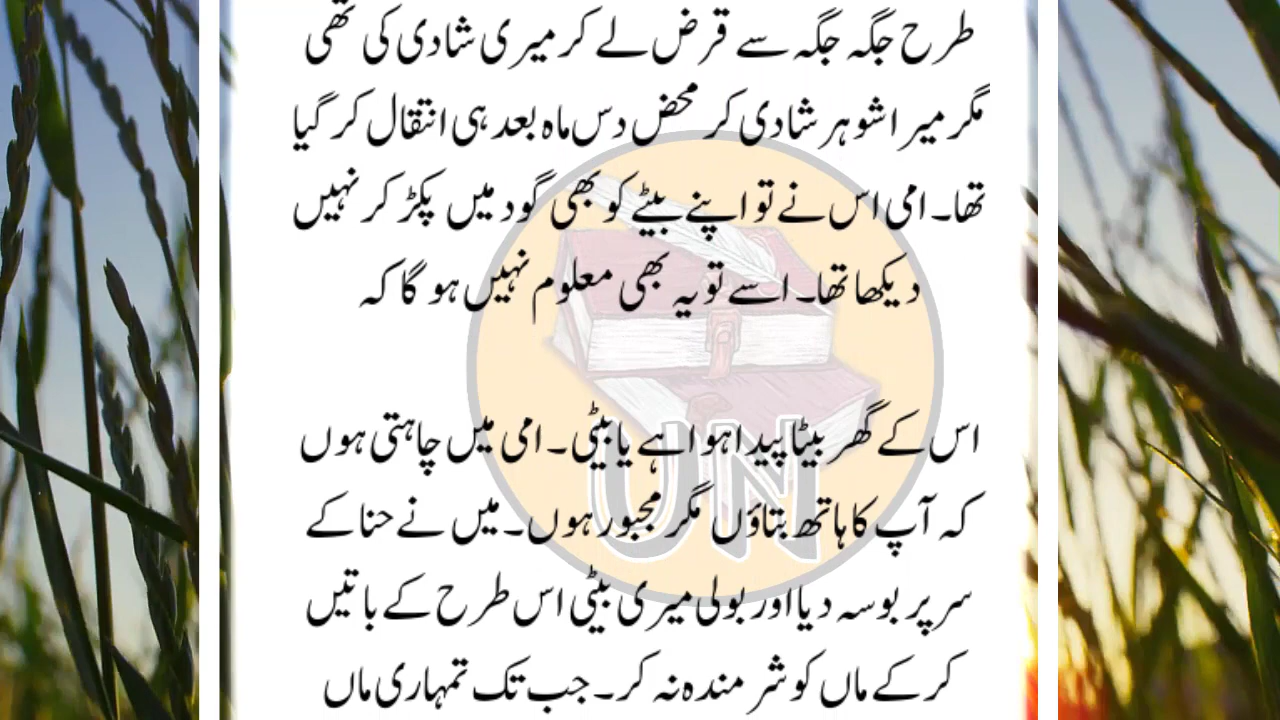 طرح جگہ جگہ سے قرض لے کر میری شادی کی تھی
مگر میرا شوہر شادی کر محض دس ماہ بعد ہی انتقال کر گیا
تھا۔ امی اس نے تو اپنے بیٹے کو بھی گود میں پکڑ کر نہیں
دیکھا تھا۔ اسے تو یہ بھی معلوم نہیں ہو گا کہ
اس کے گھر بیٹا پیدا ہوا ہے یا بیٹی۔ امی میں چاہتی ہوں
کہ آپ کا ہاتھ بتاؤں مگر مجبور ہوں۔ میں نے حنا کے
سر پر بوسہ دیا اور بولی میری بیٹی اس طرح کے باتیں
کر کے ماں کو شرمندہ نہ کر۔ جب تک تمہاری ماں
UN